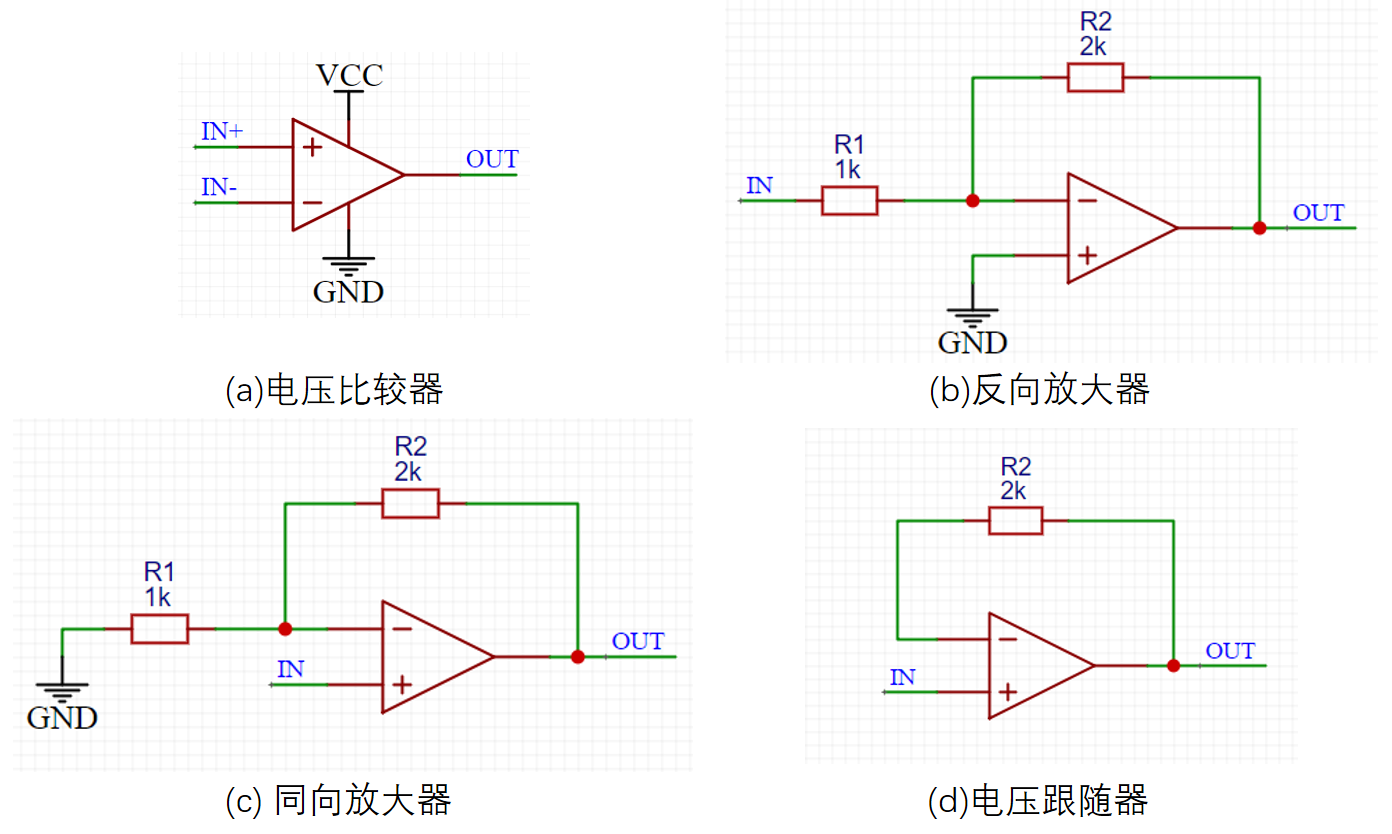 VCC
IN+
+
OUT
IN-
−
GND
(a)电压比较器
R2
2k
R1
1k
IN
−
OUT
+
GND
(b)反向放大器
R2
2k
R1
1k
−
OUT
IN
+
GND
(c) 同向放大器
R2
2k
−
OUT
IN
+
(d)电压跟随器